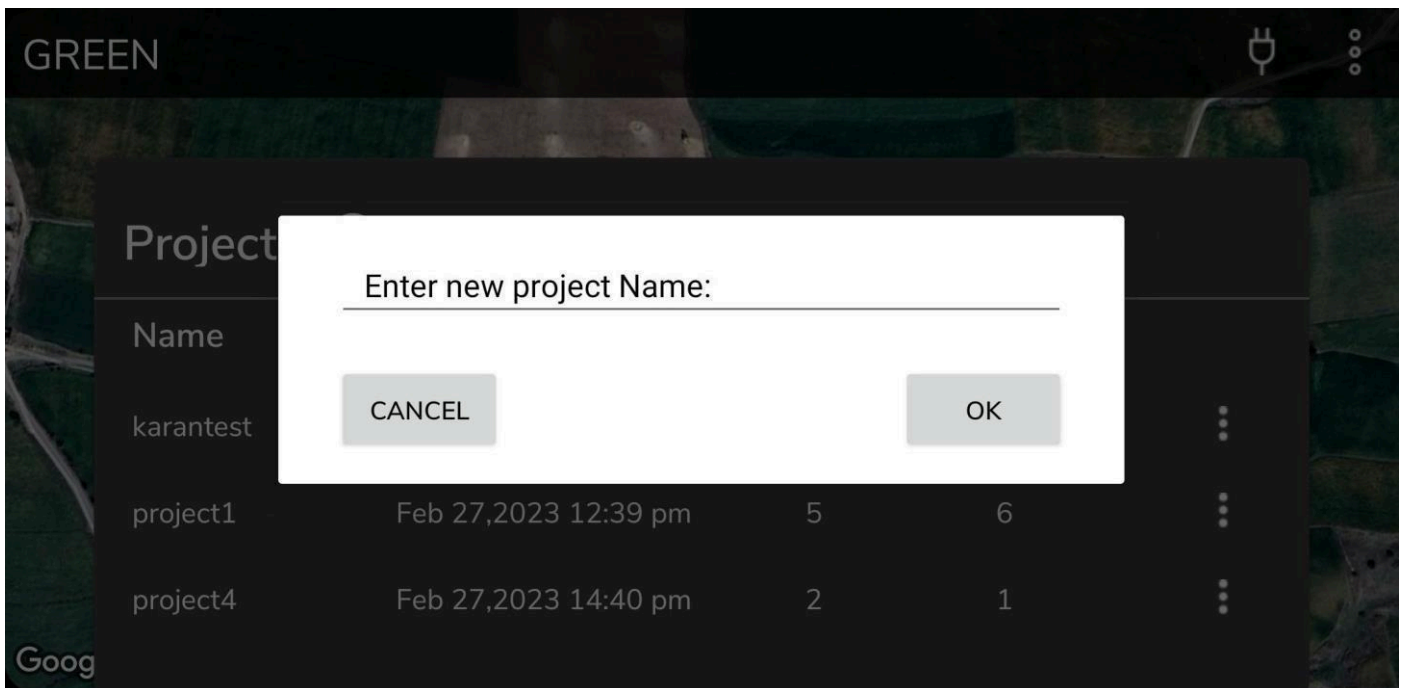 GREEN
Project
Enter new project Name:
Name
CANCEL
OK
karantest
project1 Feb 27,2023 12:39 pm 5 6
project4 Feb 27,2023 14:40 pm 2 1
Goog